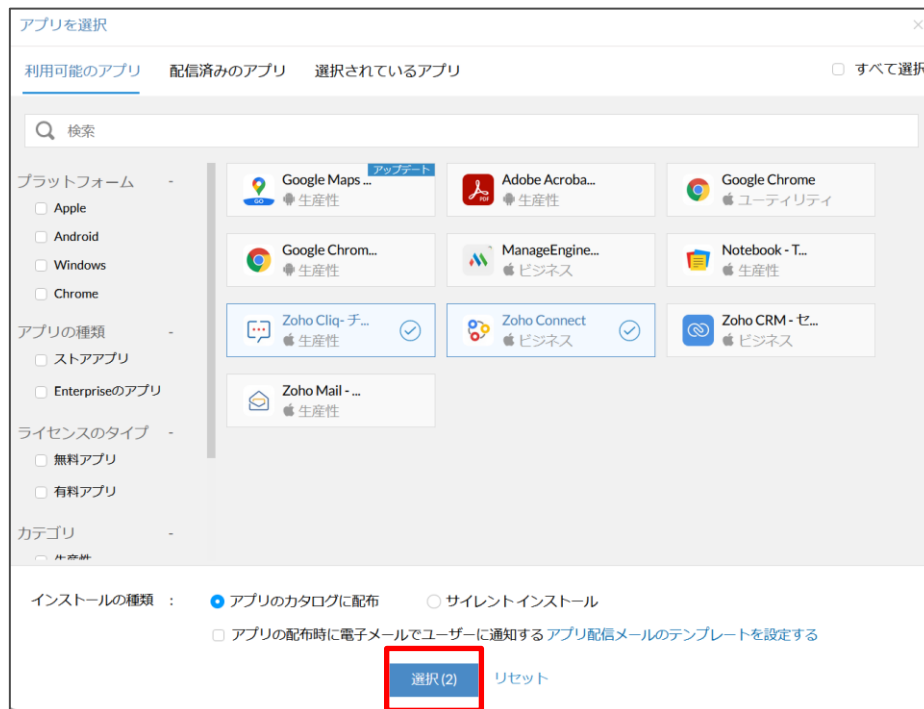 アプリを選択
利用可能のアプリ 配信済みのアプリ 選択されているアプリ すべて選択
検索
プラットフォーム -
Apple
Android
Windows
Chrome
アプリの種類 -
ストアアプリ
Enterpriseのアプリ
ライセンスのタイプ -
無料アプリ
有料アプリ
カテゴリ -
生産性
Google Maps ...
アップデート
GO
生産性
Adobe Acroba...
PDF
生産性
Google Chrome
ユーティリティ
Google Chrom...
生産性
ManageEngine...
ビジネス
Notebook - T...
生産性
Zoho Cliq- チ...
生産性
Zoho Connect
ビジネス
Zoho CRM - セ...
ビジネス
Zoho Mail - ...
生産性
インストールの種類 : アプリのカタログに配布 サイレントインストール
アプリの配布時に電子メールでユーザーに通知する アプリ配信メールのテンプレートを設定する
選択 (2) リセット